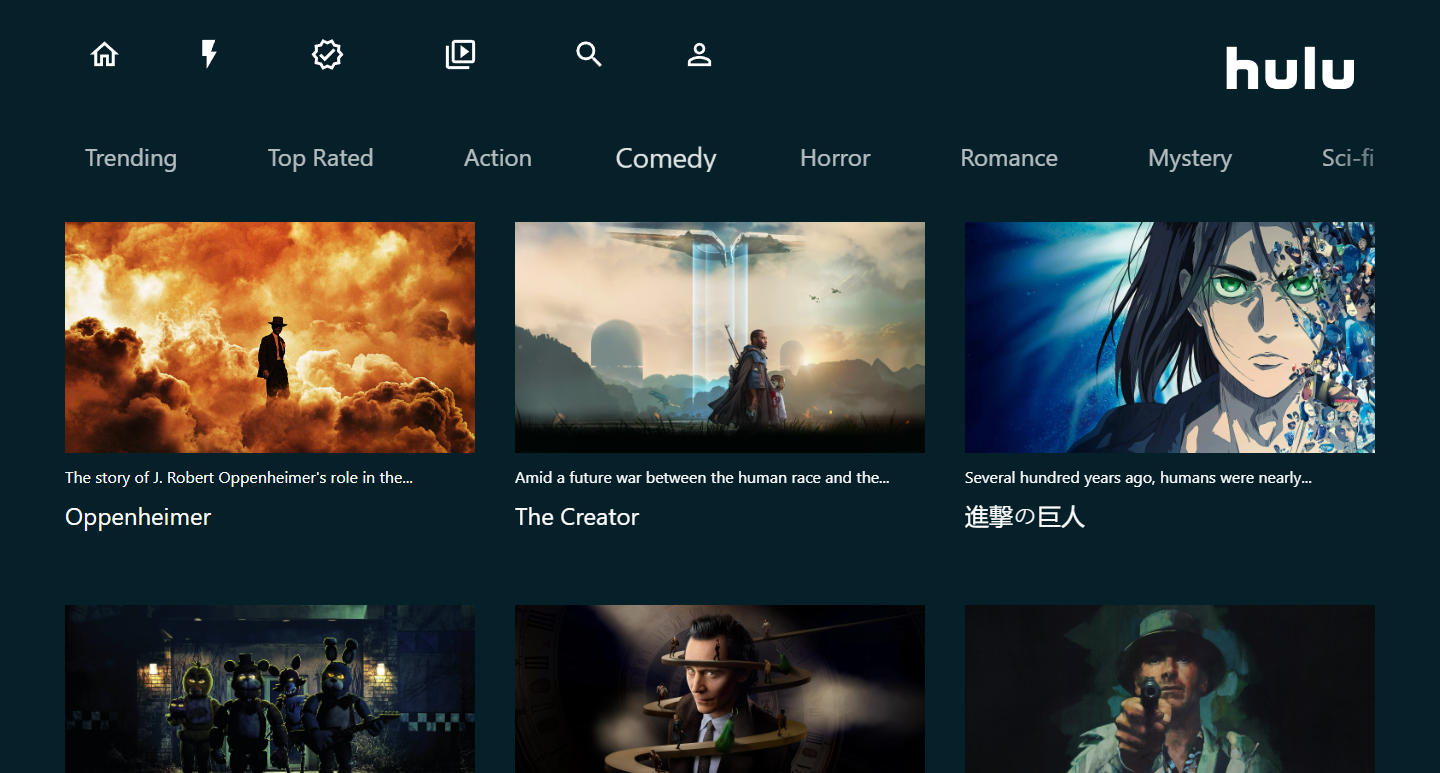 hulu
Trending
Top Rated
Action
Comedy
Horror
Romance
Mystery
Sci-fi
The story of J. Robert Oppenheimer's role in the...
Oppenheimer
Amid a future war between the human race and the...
The Creator
Several hundred years ago, humans were nearly...
進撃の巨人